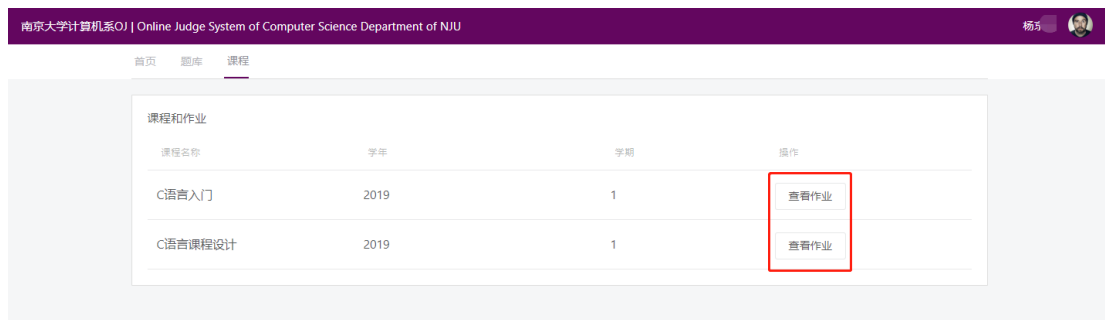 南京大学计算机系OJ | Online Judge System of Computer Science Department of NJU 杨
首页 题库 课程
课程和作业
课程名称 学年 学期 操作
C语言入门 2019 1 查看作业
C语言课程设计 2019 1 查看作业